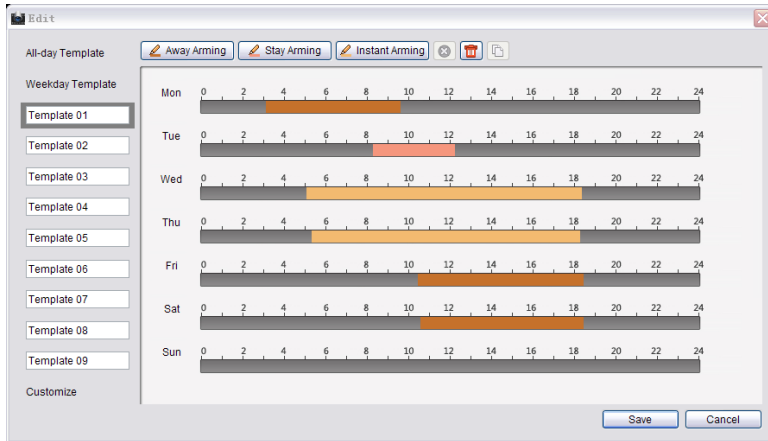 Edit
All-day Template
Away Arming Stay Arming Instant Arming
Weekday Template
Template 01
Template 02
Template 03
Template 04
Template 05
Template 06
Template 07
Template 08
Template 09
Customize
Mon 0 2 4 6 8 10 12 14 16 18 20 22 24
Tue 0 2 4 6 8 10 12 14 16 18 20 22 24
Wed 0 2 4 6 8 10 12 14 16 18 20 22 24
Thu 0 2 4 6 8 10 12 14 16 18 20 22 24
Fri 0 2 4 6 8 10 12 14 16 18 20 22 24
Sat 0 2 4 6 8 10 12 14 16 18 20 22 24
Sun 0 2 4 6 8 10 12 14 16 18 20 22 24
Save Cancel